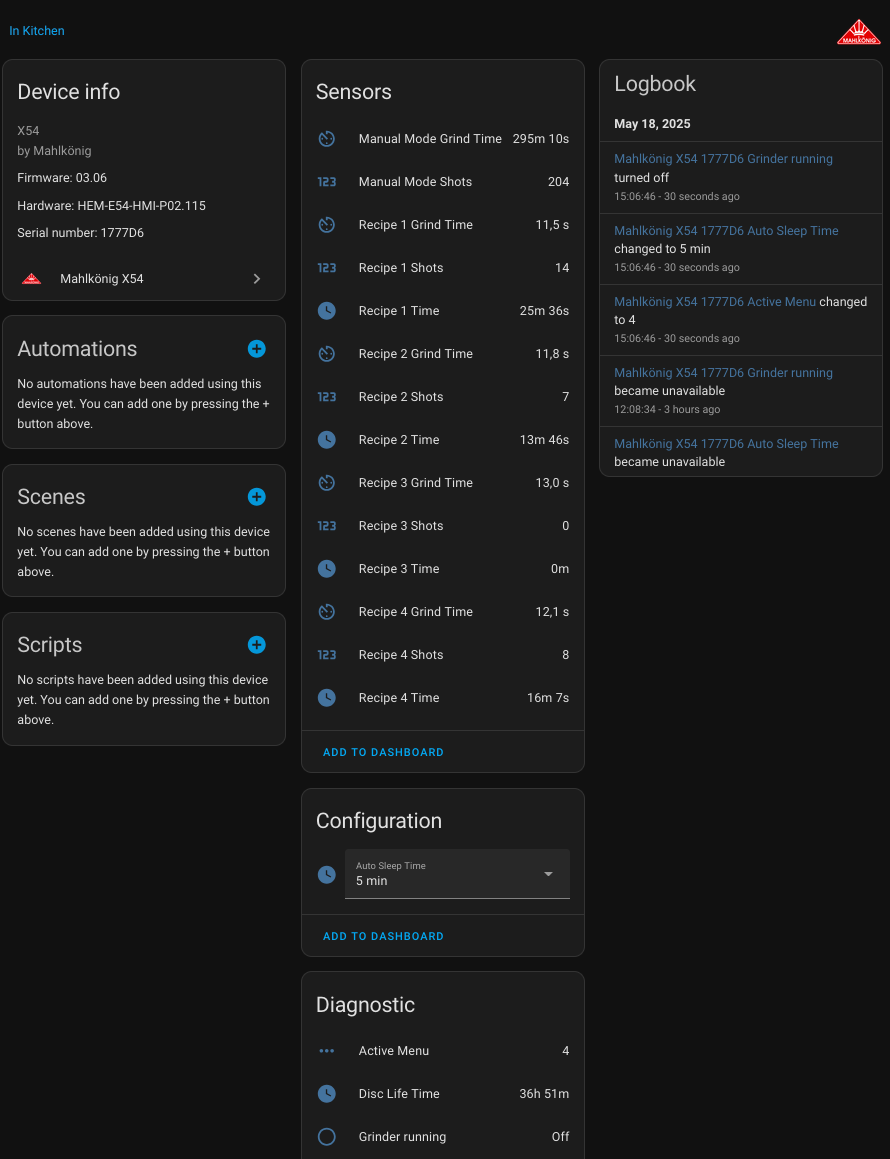 In Kitchen
MAHLKÖNIG
Device info
X54
by Mahlkönig
Firmware: 03.06
Hardware: HEM-E54-HMI-P02.115
Serial number: 1777D6
Mahlkönig X54
Automations
No automations have been added using this
device yet. You can add one by pressing the +
button above.
Scenes
No scenes have been added using this device
yet. You can add one by pressing the + button
above.
Scripts
No scripts have been added using this device
yet. You can add one by pressing the + button
above.
Sensors
Manual Mode Grind Time 295m 10s
123 Manual Mode Shots 204
Recipe 1 Grind Time 11,5 s
123 Recipe 1 Shots 14
Recipe 1 Time 25m 36s
Recipe 2 Grind Time 11,8 s
123 Recipe 2 Shots 7
Recipe 2 Time 13m 46s
Recipe 3 Grind Time 13,0 s
123 Recipe 3 Shots 0
Recipe 3 Time 0m
Recipe 4 Grind Time 12,1 s
123 Recipe 4 Shots 8
Recipe 4 Time 16m 7s
ADD TO DASHBOARD
Configuration
Auto Sleep Time
5 min
ADD TO DASHBOARD
Diagnostic
Active Menu 4
Disc Life Time 36h 51m
Grinder running Off
Logbook
May 18, 2025
Mahlkönig X54 1777D6 Grinder running
turned off
15:06:46 - 30 seconds ago
Mahlkönig X54 1777D6 Auto Sleep Time
changed to 5 min
15:06:46 - 30 seconds ago
Mahlkönig X54 1777D6 Active Menu changed
to 4
15:06:46 - 30 seconds ago
Mahlkönig X54 1777D6 Grinder running
became unavailable
12:08:34 - 3 hours ago
Mahlkönig X54 1777D6 Auto Sleep Time
became unavailable